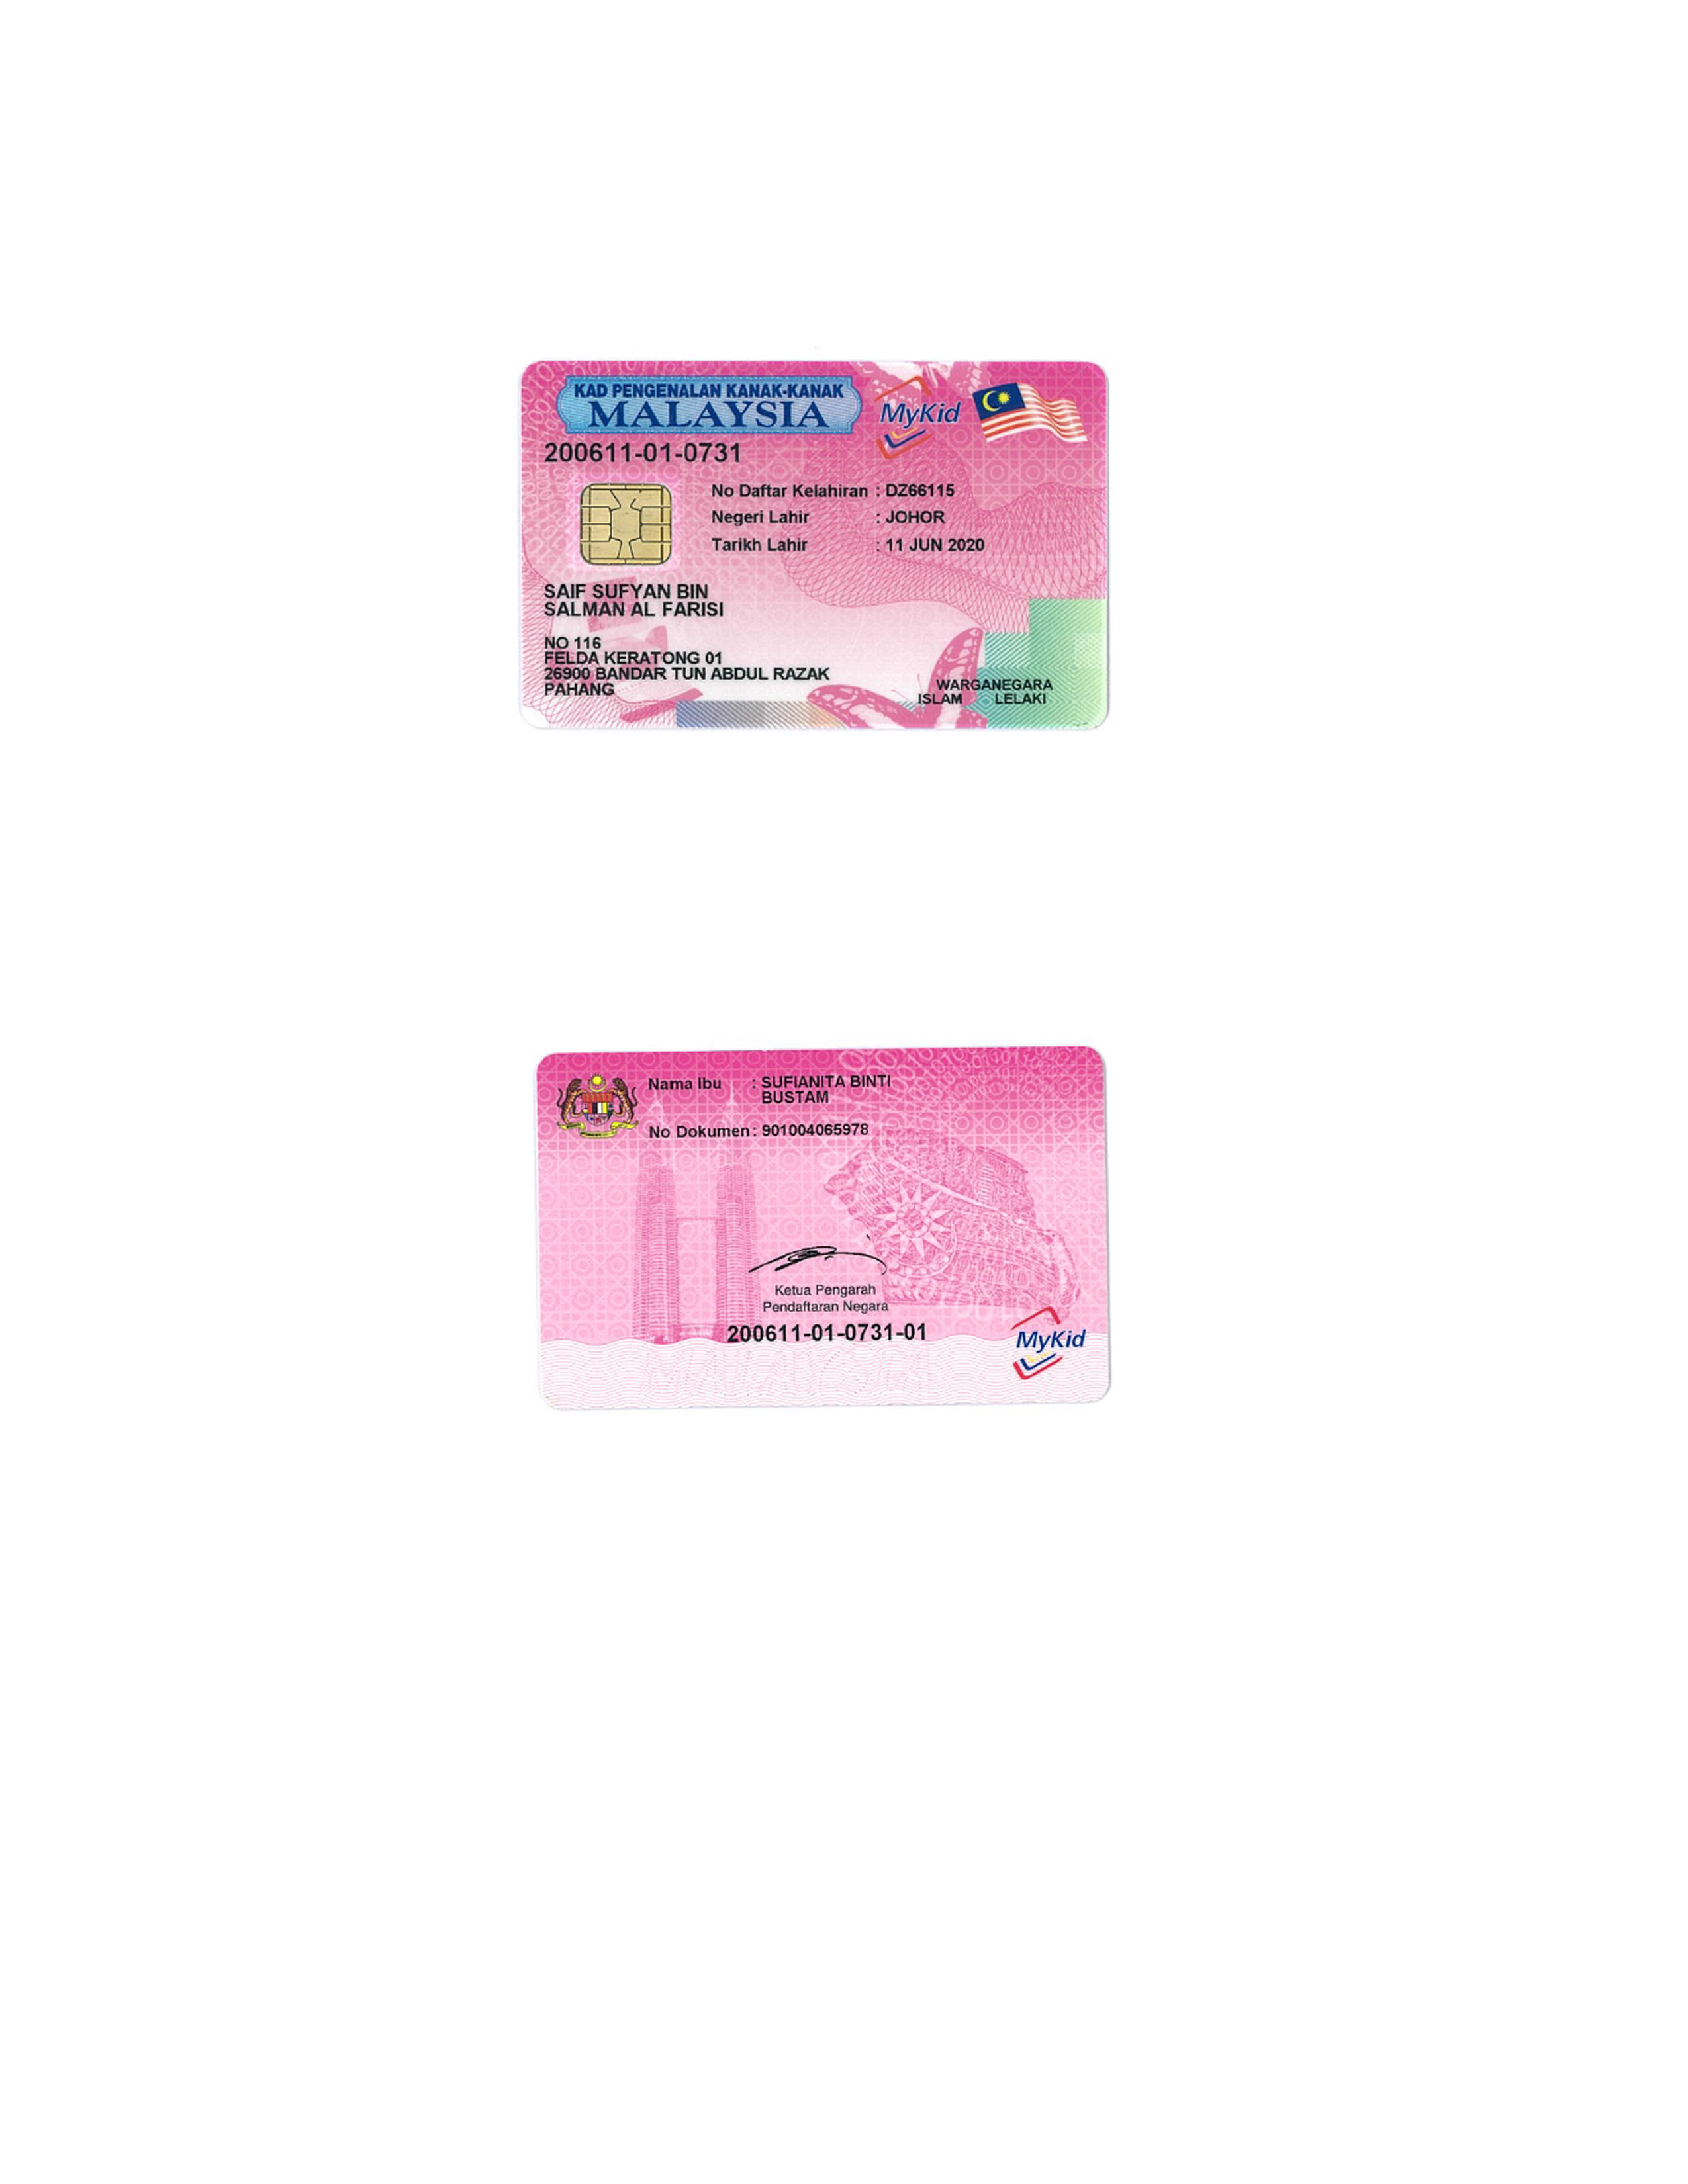 KAD PENGENALAN KANAK-KANAK
MALAYSIA
MyKid
200611-01-0731
No Daftar Kelahiran : DZ66115
Negeri Lahir : JOHOR
Tarikh Lahir : 11 JUN 2020
SAIF SUFYAN BIN
SALMAN AL FARISI
NO 116
FELDA KERATONG 01
26900 BANDAR TUN ABDUL RAZAK
PAHANG
WARGANEGARA
ISLAM LELAKI
Nama Ibu : SUFIANITA BINTI
BUSTAM
No Dokumen : 901004065978
Ketua Pengarah
Pendaftaran Negara
200611-01-0731-01
MyKid
MALAYSIA